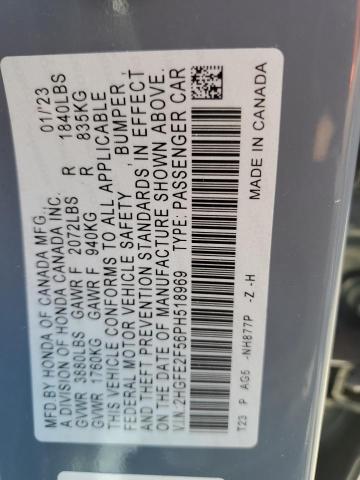 MFD BY HONDA OF CANADA MFG., 01/'23
A DIVISION OF HONDA CANADA INC.
GVWR 3880LBS GAWR F 2072LBS R 1840LBS
GVWR 1760KG GAWR F 940KG R 835KG
THIS VEHICLE CONFORMS TO ALL APPLICABLE
FEDERAL MOTOR VEHICLE SAFETY, BUMPER,
AND THEFT PREVENTION STANDARDS IN EFFECT
ON THE DATE OF MANUFACTURE SHOWN ABOVE.
V.I.N: 2HGFE2F56PH518969 TYPE: PASSENGER CAR
T23 P AG5 -NH877P -Z -H MADE IN CANADA